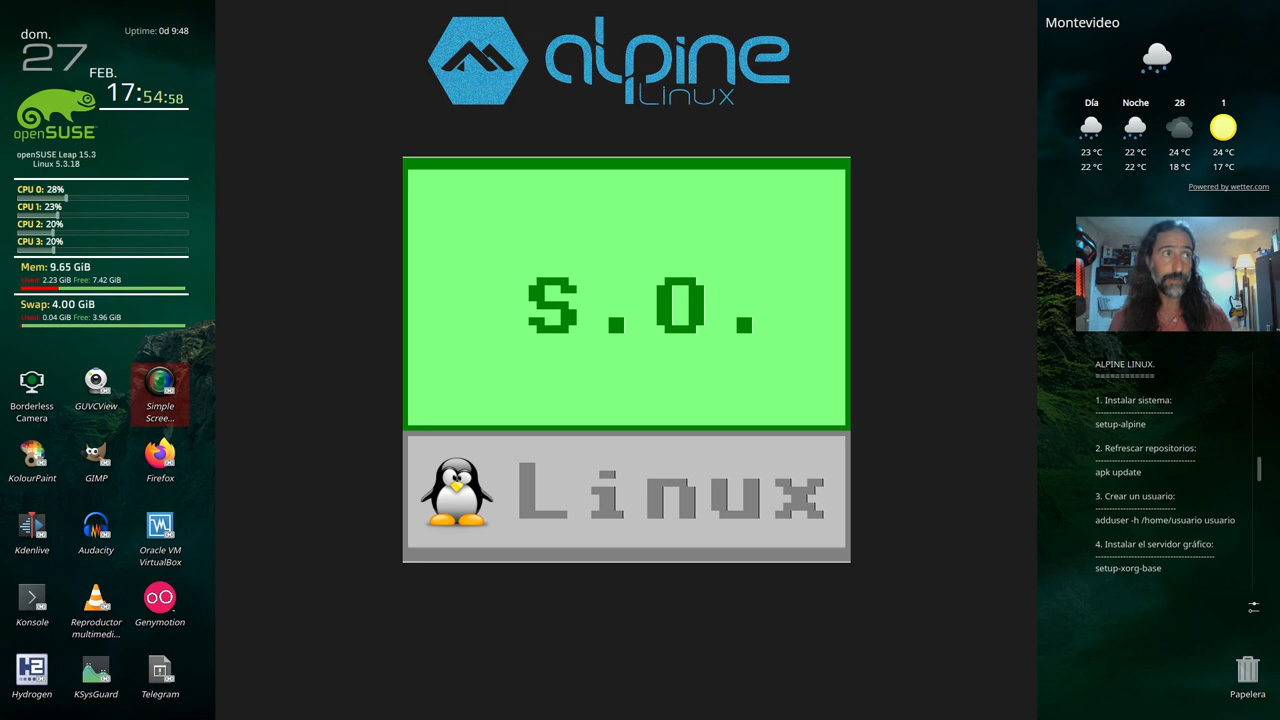 dom.
27
FEB.
17:54:58
Uptime: 0d 9:48
openSUSE
openSUSE Leap 15.3
Linux 5.3.18
CPU 0: 28%
CPU 1: 23%
CPU 2: 20%
CPU 3: 20%
Mem: 9.65 GiB
Used: 2.23 GiB Free: 7.42 GiB
Swap: 4.00 GiB
Used: 0.04 GiB Free: 3.96 GiB
Borderless
Camera
GUVCView
Simple
Scree...
KolourPaint
GIMP
Firefox
Kdenlive
Audacity
Oracle VM
VirtualBox
Konsole
Reproductor
multimedi...
Genymotion
H2
Hydrogen
KSysGuard
Telegram
alpine
Linux
S.O.
Linux
Montevideo
Día Noche 28 1
23 °C 22 °C 24 °C 24 °C
22 °C 22 °C 18 °C 17 °C
Powered by wetter.com
ALPINE LINUX.
============
1. Instalar sistema:
----------------------------
setup-alpine
2. Refrescar repositorios:
------------------------------------
apk update
3. Crear un usuario:
-----------------------------
adduser -h /home/usuario usuario
4. Instalar el servidor gráfico:
-------------------------------------------
setup-xorg-base
Papelera